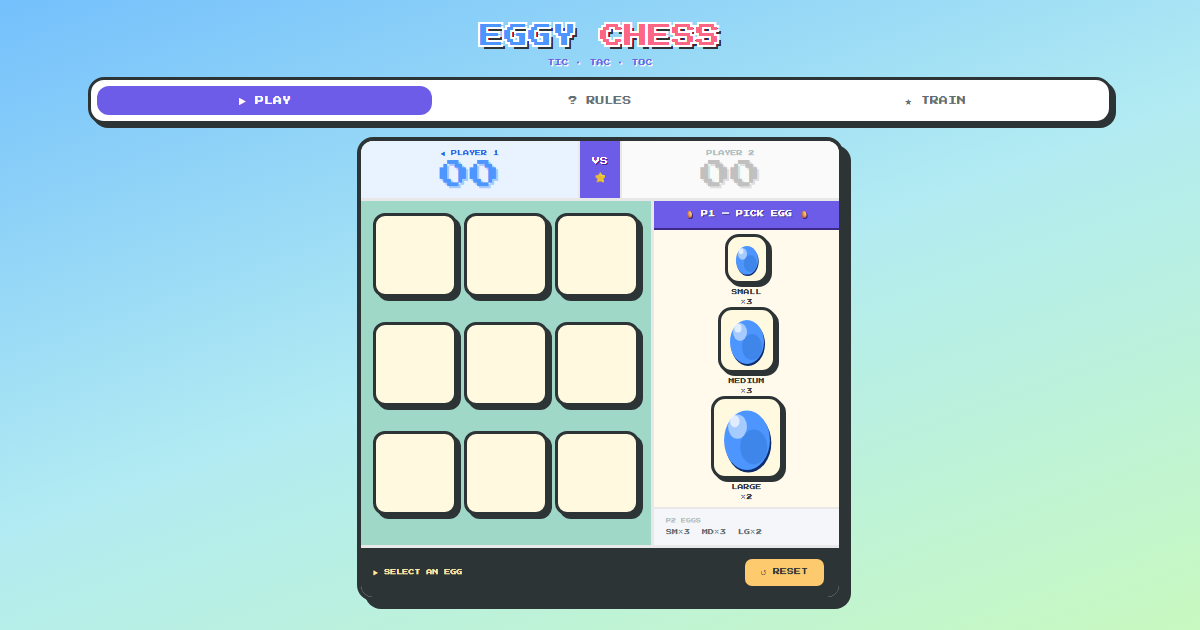 EGGY CHESS
TIC · TAC · TOC
▶ PLAY
? RULES
★ TRAIN
◀ PLAYER 1
00
VS
PLAYER 2
00
P1 — PICK EGG
SMALL
×3
MEDIUM
×3
LARGE
×2
P2 EGGS
SM×3 MD×3 LG×2
▶ SELECT AN EGG
↺ RESET